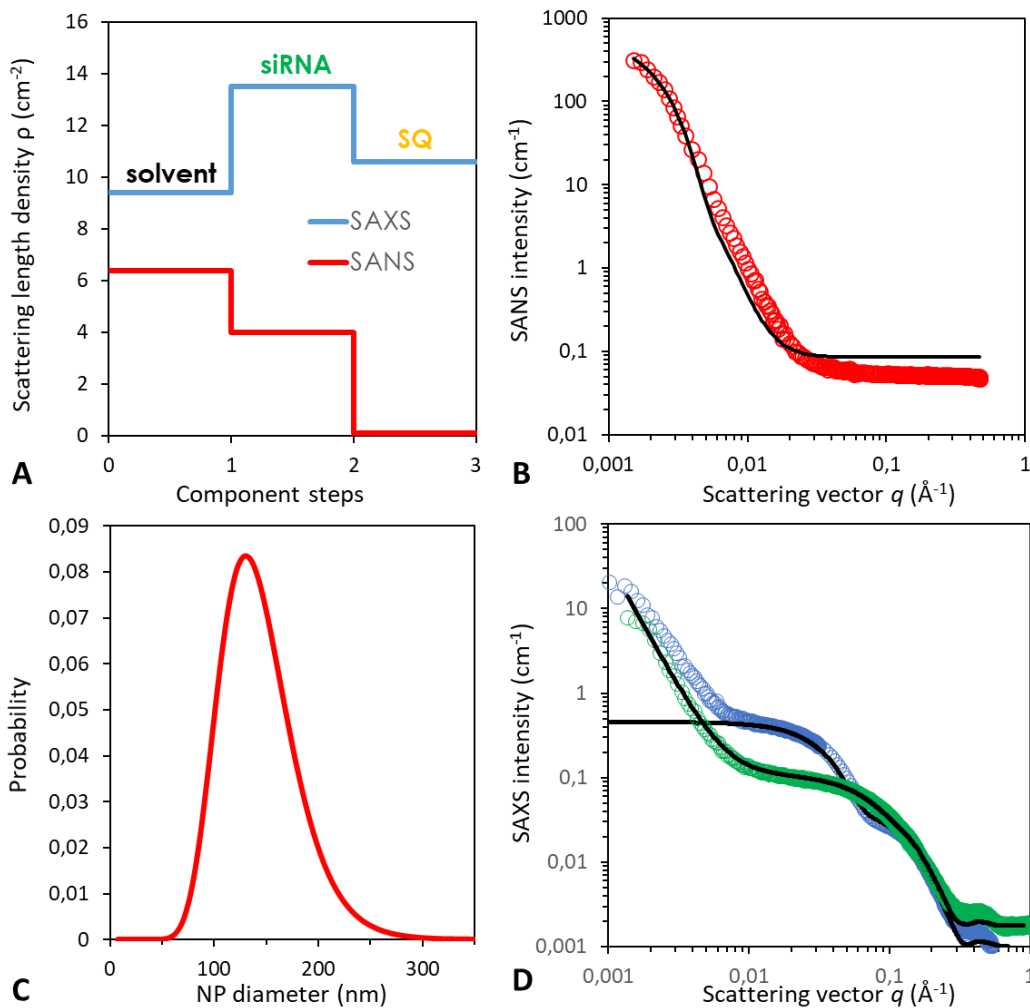 Scattering length density ρ (cm-2)
16
14
12
10
8
6
4
2
0
siRNA
SQ
solvent
SAXS
SANS
0 1 2 3
Component steps
A
SANS intensity (cm-1)
1000
100
10
1
0,1
0,01
0,001 0,01 0,1 1
Scattering vector q (Å-1)
B
Probability
0,09
0,08
0,07
0,06
0,05
0,04
0,03
0,02
0,01
0
0 100 200 300
NP diameter (nm)
C
SAXS intensity (cm-1)
100
10
1
0,1
0,01
0,001
0,001 0,01 0,1 1
Scattering vector q (Å-1)
D